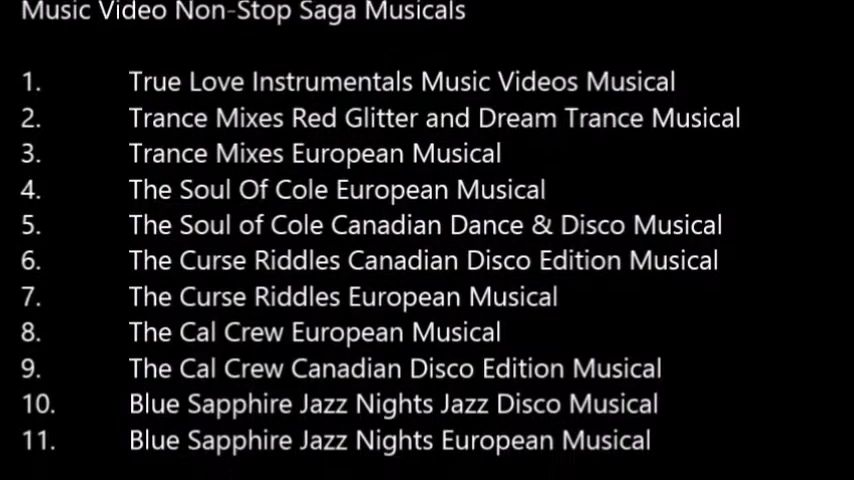 Music Video Non-Stop Saga Musicals
1. True Love Instrumentals Music Videos Musical
2. Trance Mixes Red Glitter and Dream Trance Musical
3. Trance Mixes European Musical
4. The Soul Of Cole European Musical
5. The Soul of Cole Canadian Dance & Disco Musical
6. The Curse Riddles Canadian Disco Edition Musical
7. The Curse Riddles European Musical
8. The Cal Crew European Musical
9. The Cal Crew Canadian Disco Edition Musical
10. Blue Sapphire Jazz Nights Jazz Disco Musical
11. Blue Sapphire Jazz Nights European Musical